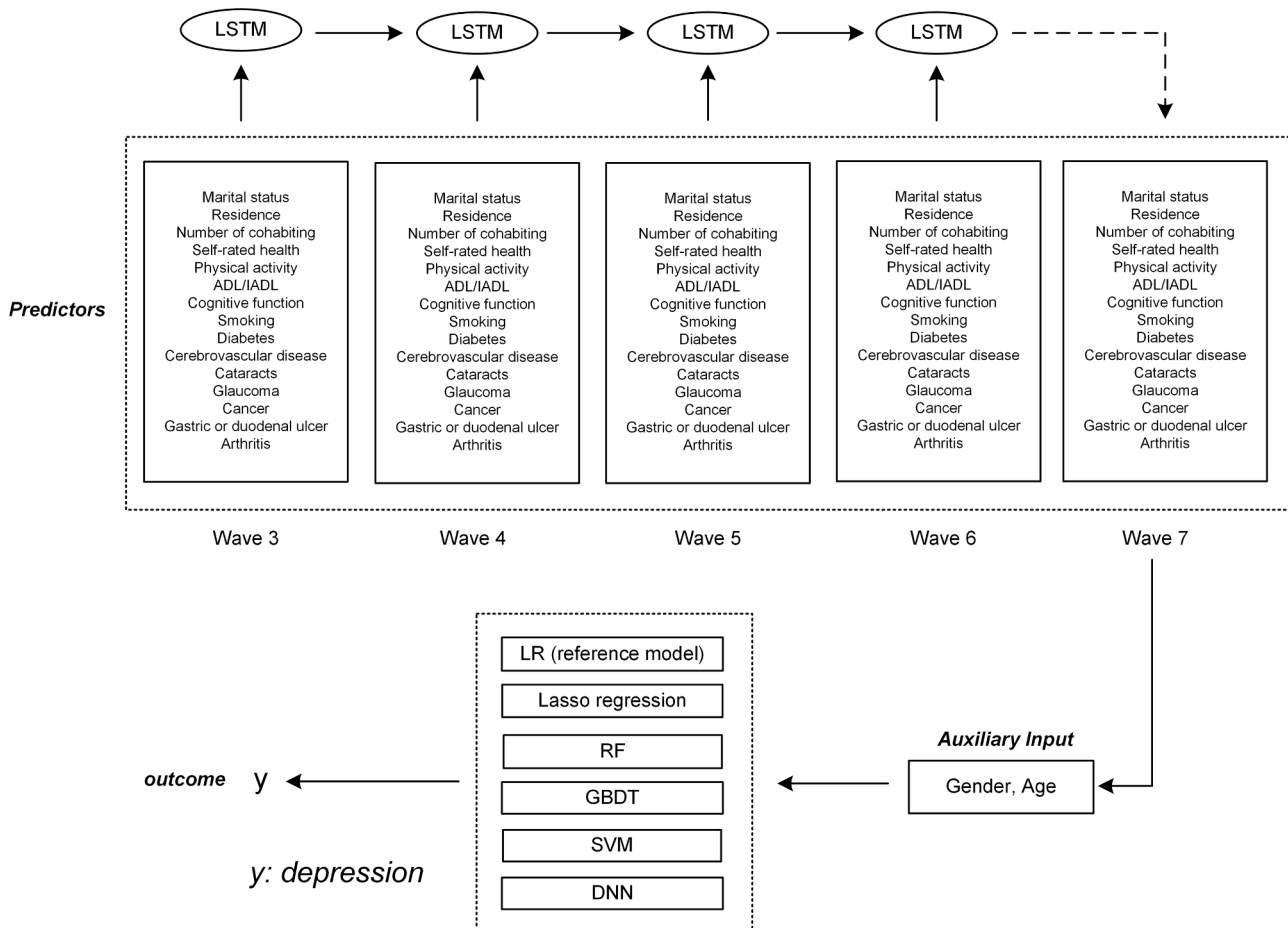 LSTM
LSTM
LSTM
LSTM
Predictors
Marital status
Residence
Number of cohabiting
Self-rated health
Physical activity
ADL/IADL
Cognitive function
Smoking
Diabetes
Cerebrovascular disease
Cataracts
Glaucoma
Cancer
Gastric or duodenal ulcer
Arthritis
Marital status
Residence
Number of cohabiting
Self-rated health
Physical activity
ADL/IADL
Cognitive function
Smoking
Diabetes
Cerebrovascular disease
Cataracts
Glaucoma
Cancer
Gastric or duodenal ulcer
Arthritis
Marital status
Residence
Number of cohabiting
Self-rated health
Physical activity
ADL/IADL
Cognitive function
Smoking
Diabetes
Cerebrovascular disease
Cataracts
Glaucoma
Cancer
Gastric or duodenal ulcer
Arthritis
Marital status
Residence
Number of cohabiting
Self-rated health
Physical activity
ADL/IADL
Cognitive function
Smoking
Diabetes
Cerebrovascular disease
Cataracts
Glaucoma
Cancer
Gastric or duodenal ulcer
Arthritis
Marital status
Residence
Number of cohabiting
Self-rated health
Physical activity
ADL/IADL
Cognitive function
Smoking
Diabetes
Cerebrovascular disease
Cataracts
Glaucoma
Cancer
Gastric or duodenal ulcer
Arthritis
Wave 3
Wave 4
Wave 5
Wave 6
Wave 7
LR (reference model)
Lasso regression
RF
GBDT
SVM
DNN
Auxiliary Input
Gender, Age
outcome y
y: depression